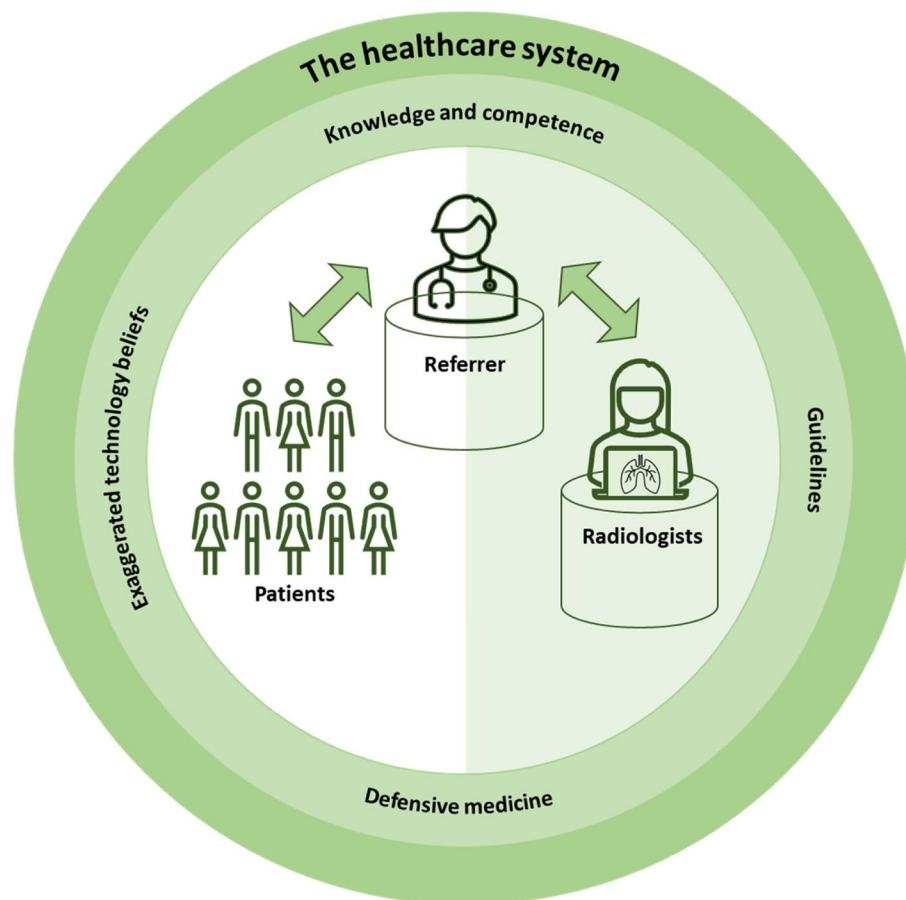 The healthcare system
Knowledge and competence
Exaggerated technology beliefs
Referrer
Guidelines
Radiologists
Patients
Defensive medicine